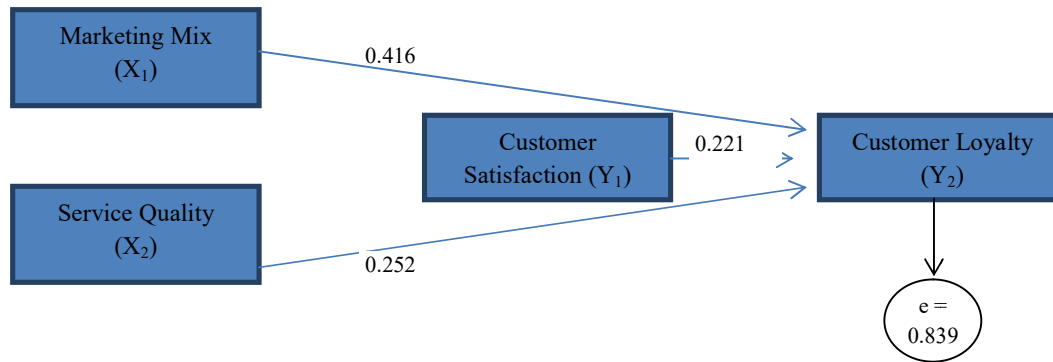 Marketing Mix
(X₁)
0.416
Customer
Satisfaction (Y₁)
0.221
Customer Loyalty
(Y₂)
Service Quality
(X₂)
0.252
e =
0.839